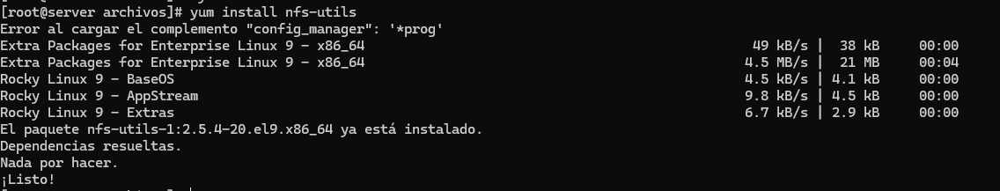 [root@server archivos]# yum install nfs-utils
Error al cargar el complemento "config_manager": '*prog'
Extra Packages for Enterprise Linux 9 - x86_64 49 kB/s | 38 kB 00:00
Extra Packages for Enterprise Linux 9 - x86_64 4.5 MB/s | 21 MB 00:04
Rocky Linux 9 - BaseOS 4.5 kB/s | 4.1 kB 00:00
Rocky Linux 9 - AppStream 9.8 kB/s | 4.5 kB 00:00
Rocky Linux 9 - Extras 6.7 kB/s | 2.9 kB 00:00
El paquete nfs-utils-1:2.5.4-20.el9.x86_64 ya está instalado.
Dependencias resueltas.
Nada por hacer.
¡Listo!